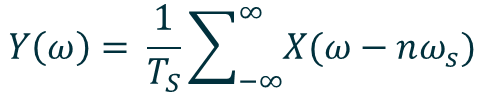 Y(ω) = 1/T_S ∑_{-∞}^{∞} X(ω − nω_s)